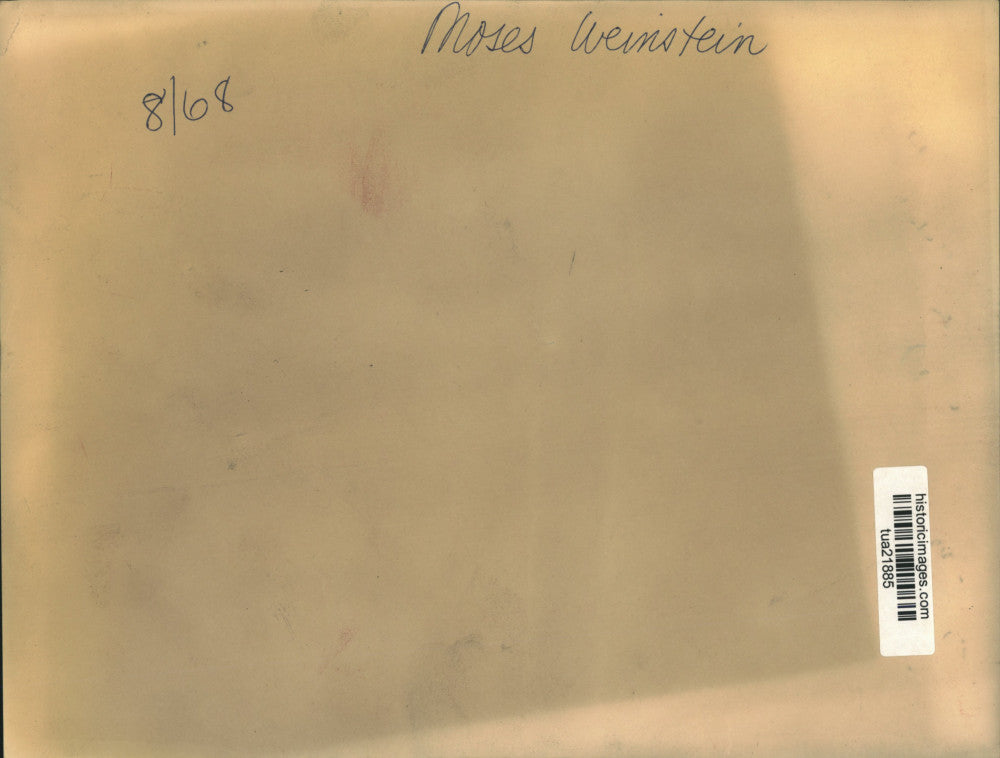 Moses Weinstein
8/68
historicimages.com
tua21885